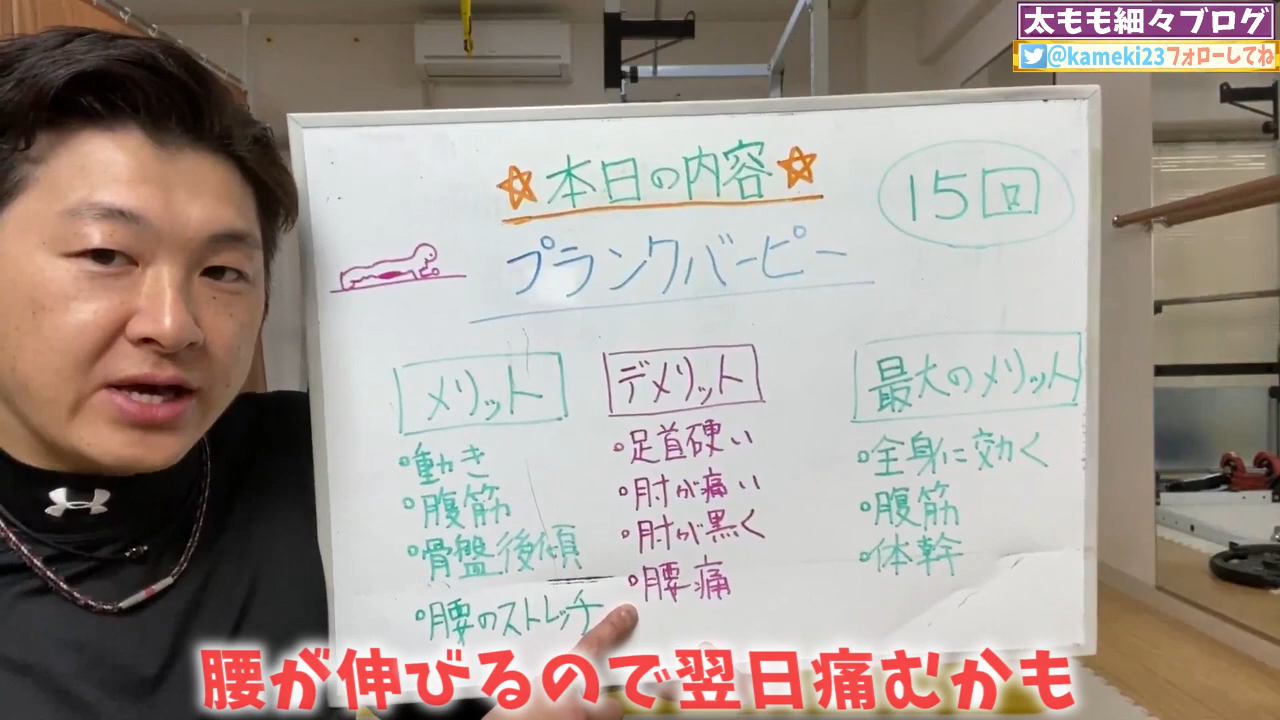 太もも細々ブログ
@kameki23フォローしてね
☆本日の内容☆
15回
プランクバーピー
メリット
・動き
・腹筋
・骨盤後傾
・腰のストレッチ
デメリット
・足首硬い
・肘が痛い
・肘が黒く
・腰痛
最大のメリット
・全身に効く
・腹筋
・体幹
腰が伸びるので翌日痛むかも